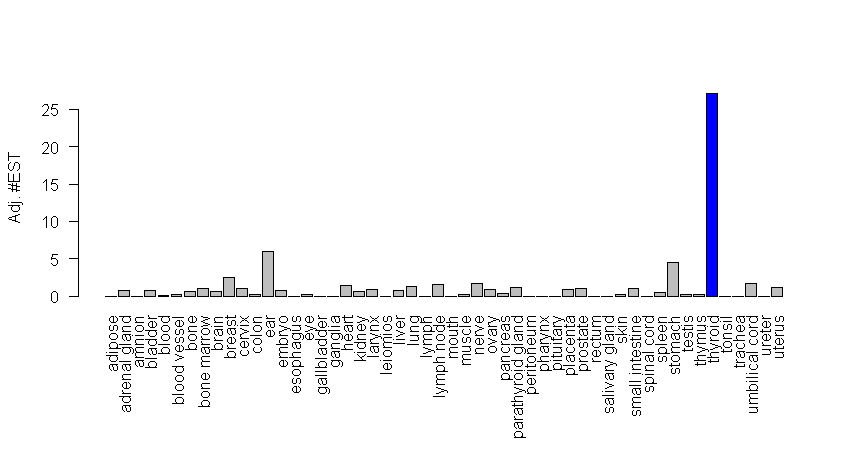 Adj. #EST
25
20
15
10
5
0
adipose
adrenal gland
amnion
bladder
blood
blood vessel
bone
bone marrow
brain
breast
cervix
colon
ear
embryo
esophagus
eye
gallbladder
ganglia
heart
kidney
larynx
leiomios
liver
lung
lymph
lymph node
mouth
muscle
nerve
ovary
pancreas
parathyroid gland
peritoneum
pharynx
pituitary
placenta
prostate
rectum
salivary gland
skin
small intestine
spinal cord
spleen
stomach
testis
thymus
thyroid
tonsil
trachea
umbilical cord
ureter
uterus